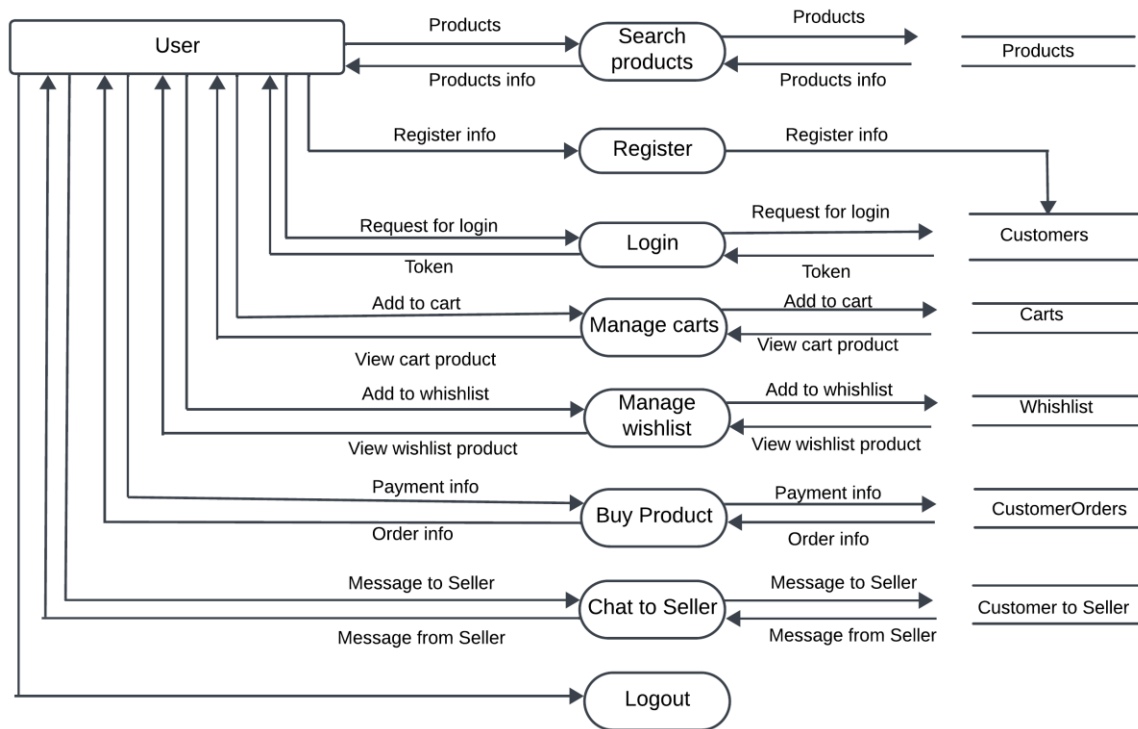 User
Products
Search
products
Products
Products
Products info
Products info
Register info
Register
Register info
Request for login
Login
Request for login
Customers
Token
Token
Add to cart
Manage carts
Add to cart
Carts
View cart product
View cart product
Add to whishlist
Manage
wishlist
Add to whishlist
Whishlist
View wishlist product
View wishlist product
Payment info
Buy Product
Payment info
CustomerOrders
Order info
Order info
Message to Seller
Chat to Seller
Message to Seller
Customer to Seller
Message from Seller
Message from Seller
Logout